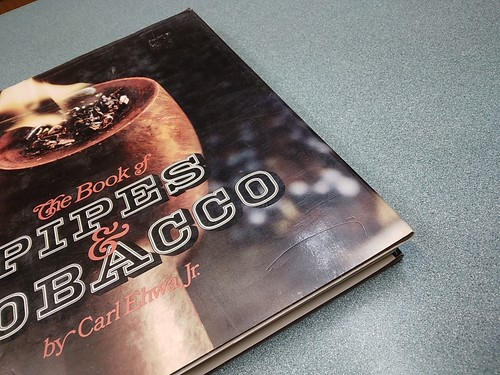 The Book of
PIPES
&
OBACCO
by Carl Ehwa Jr.